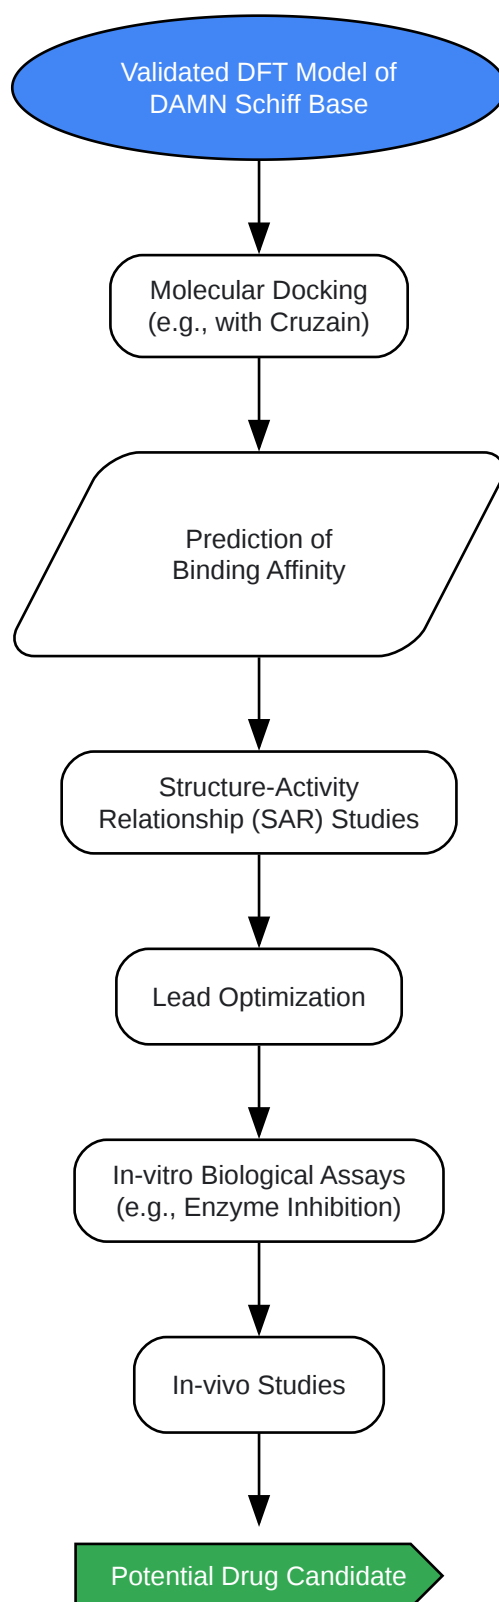 Validated DFT Model of
DAMN Schiff Base
Molecular Docking
(e.g., with Cruzain)
Prediction of
Binding Affinity
Structure-Activity
Relationship (SAR) Studies
Lead Optimization
In-vitro Biological Assays
(e.g., Enzyme Inhibition)
In-vivo Studies
Potential Drug Candidate